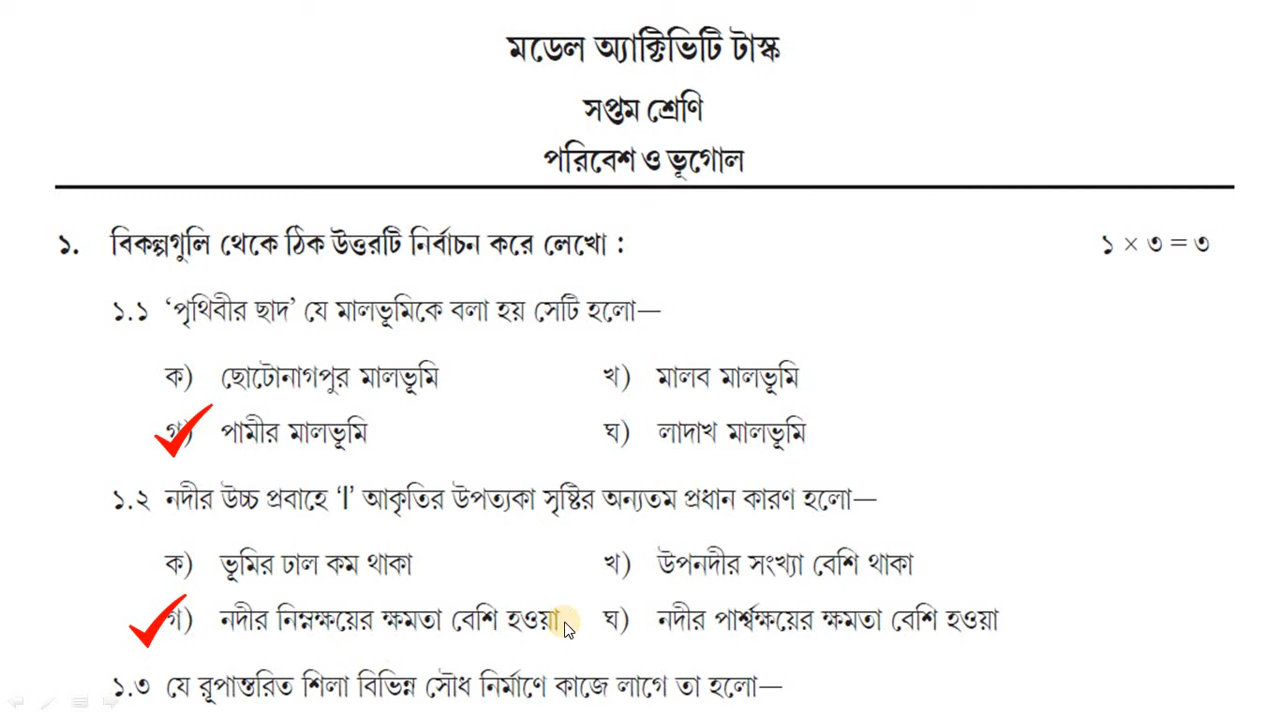 মডেল অ্যাক্টিভিটি টাস্ক
সপ্তম শ্রেণি
পরিবেশ ও ভূগোল
১. বিকল্পগুলি থেকে ঠিক উত্তরটি নির্বাচন করে লেখো : ১ × ৩ = ৩
১.১ ‘পৃথিবীর ছাদ’ যে মালভূমিকে বলা হয় সেটি হলো—
ক) ছোটোনাগপুর মালভূমি খ) মালব মালভূমি
গ) পামীর মালভূমি ঘ) লাদাখ মালভূমি
১.২ নদীর উচ্চ প্রবাহে ‘I’ আকৃতির উপত্যকা সৃষ্টির অন্যতম প্রধান কারণ হলো—
ক) ভূমির ঢাল কম থাকা খ) উপনদীর সংখ্যা বেশি থাকা
গ) নদীর নিম্নক্ষয়ের ক্ষমতা বেশি হওয়া ঘ) নদীর পার্শ্বক্ষয়ের ক্ষমতা বেশি হওয়া
১.৩ যে রূপান্তরিত শিলা বিভিন্ন সৌধ নির্মাণে কাজে লাগে তা হলো—